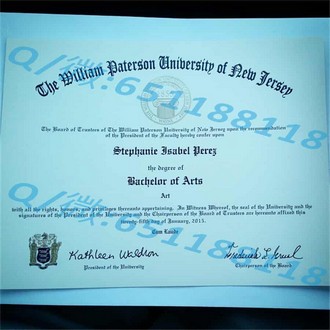 The William Paterson University of New Jersey
The Board of Trustees of The William Paterson University of New Jersey upon the recommendation
of the President of the Faculty hereby confer upon
Stephanie Isabel Perez
the degree of
Bachelor of Arts
Art
with all the rights, honors, and privileges thereunto appertaining. In Witness Whereof, the seal of the University and the
signatures of the President of the University and the Chairperson of the Board of Trustees are hereunto affixed this
twenty-fifth day of January, 2015.
Cum Laude
Kathleen Waldron
President of the University
Chairperson of the Board
Q/微:651188118
Q/微:651188118